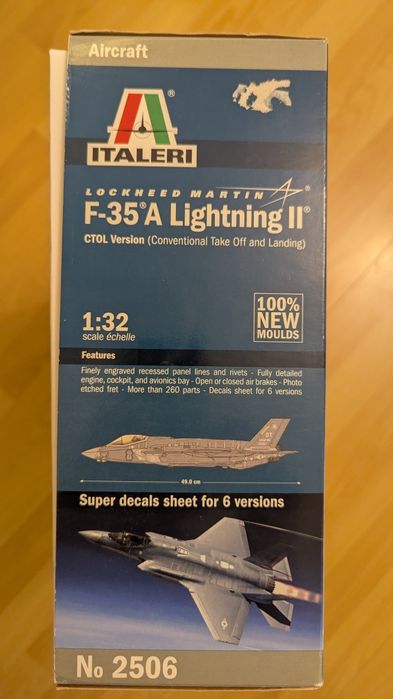 Aircraft
®
ITALERI
LOCKHEED MARTIN ®
F-35® A Lightning II®
CTOL Version (Conventional Take Off and Landing)
1:32
scale échelle
100%
NEW
MOULDS
Features
Finely engraved recessed panel lines and rivets - Fully detailed
engine, cockpit, and avionics bay - Open or closed air brakes - Photo
etched fret - More than 260 parts - Decals sheet for 6 versions
49.0 cm
Super decals sheet for 6 versions
No 2506